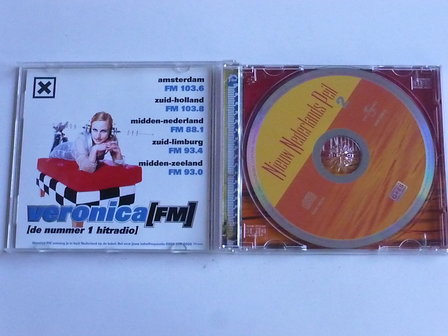 amsterdam
FM 103.6
zuid-holland
FM 103.8
midden-nederland
FM 88.1
zuid-limburg
FM 93.4
midden-zeeland
FM 93.0
veronica[FM]
[de nummer 1 hitradio]
Nieuw Nederlands Peil
2